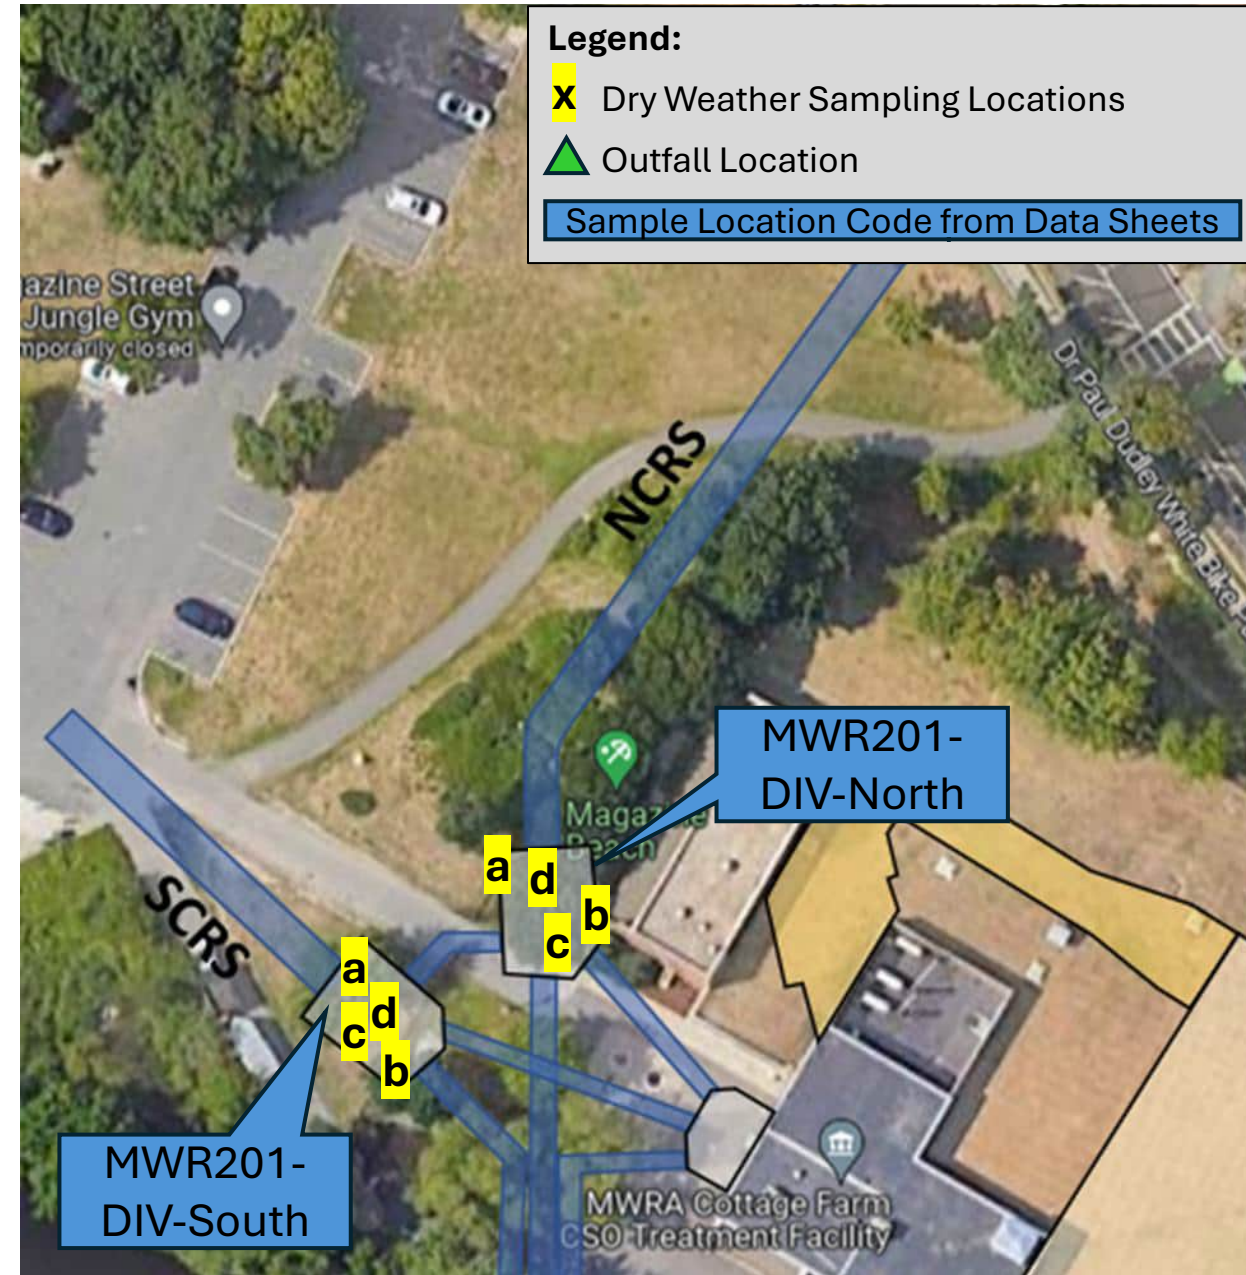 Legend:
x Dry Weather Sampling Locations
Outfall Location
Sample Location Code from Data Sheets
azine Street
Jungle Gym
mporarily closed
Dr Paul Dudley White Bike
NCRS
MWR201-
DIV-North
Magazine
Beach
a
d
b
c
SCRS
a
d
c
b
MWR201-
DIV-South
MWRA Cottage Farm
CSO Treatment Facility